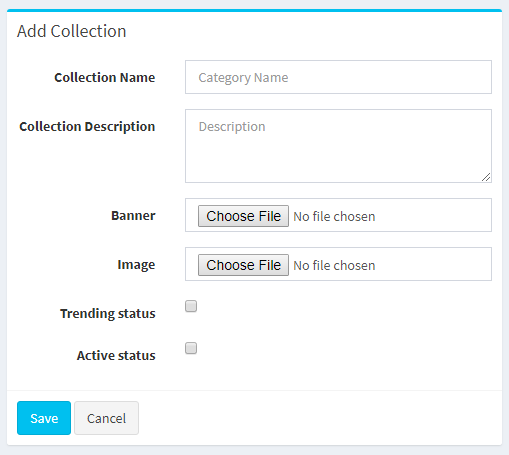 Add Collection
Collection Name Category Name
Collection Description Description
Banner Choose File No file chosen
Image Choose File No file chosen
Trending status
Active status
Save Cancel